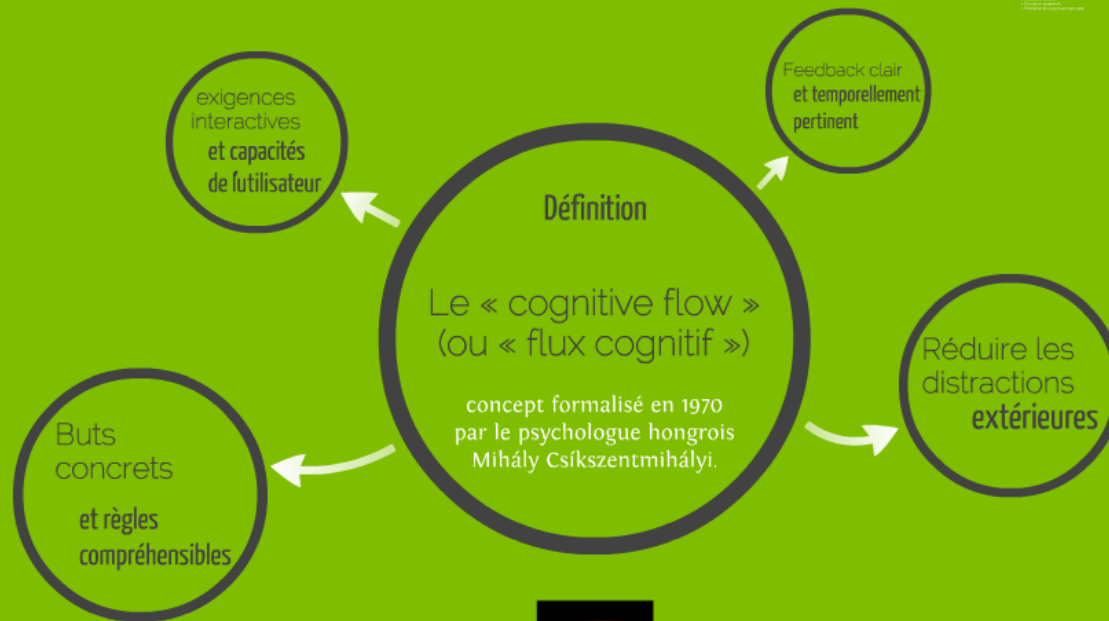 exigences
interactives
et capacités
de l'utilisateur
Feedback clair
et temporellement
pertinent
Définition
Le « cognitive flow »
(ou « flux cognitif »)
concept formalisé en 1970
par le psychologue hongrois
Mihály Csíkszentmihályi.
Réduire les
distractions
extérieures
Buts
concrets
et règles
compréhensibles